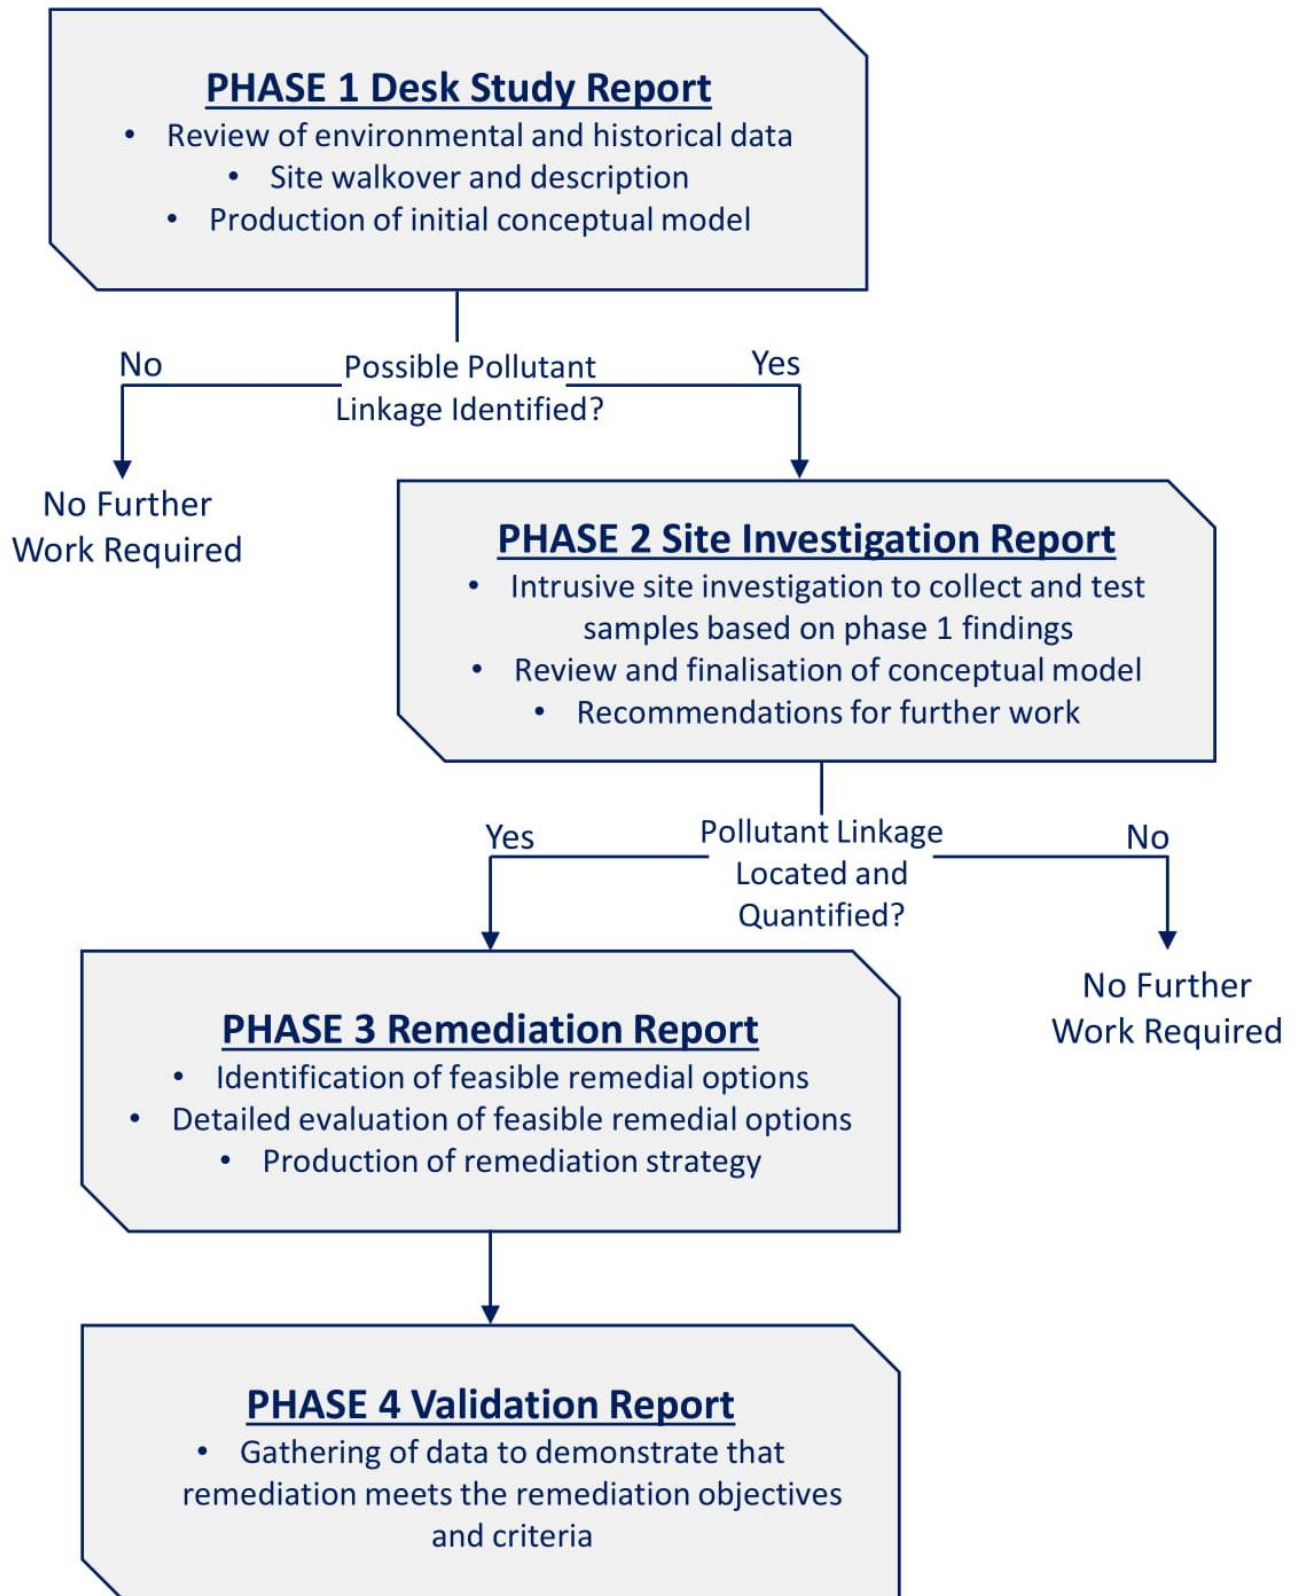 PHASE 1 Desk Study Report
• Review of environmental and historical data
• Site walkover and description
• Production of initial conceptual model
No
Possible Pollutant
Linkage Identified?
Yes
No Further
Work Required
PHASE 2 Site Investigation Report
• Intrusive site investigation to collect and test
samples based on phase 1 findings
• Review and finalisation of conceptual model
• Recommendations for further work
Yes
Pollutant Linkage
Located and
Quantified?
No
No Further
Work Required
PHASE 3 Remediation Report
• Identification of feasible remedial options
• Detailed evaluation of feasible remedial options
• Production of remediation strategy
PHASE 4 Validation Report
• Gathering of data to demonstrate that
remediation meets the remediation objectives
and criteria